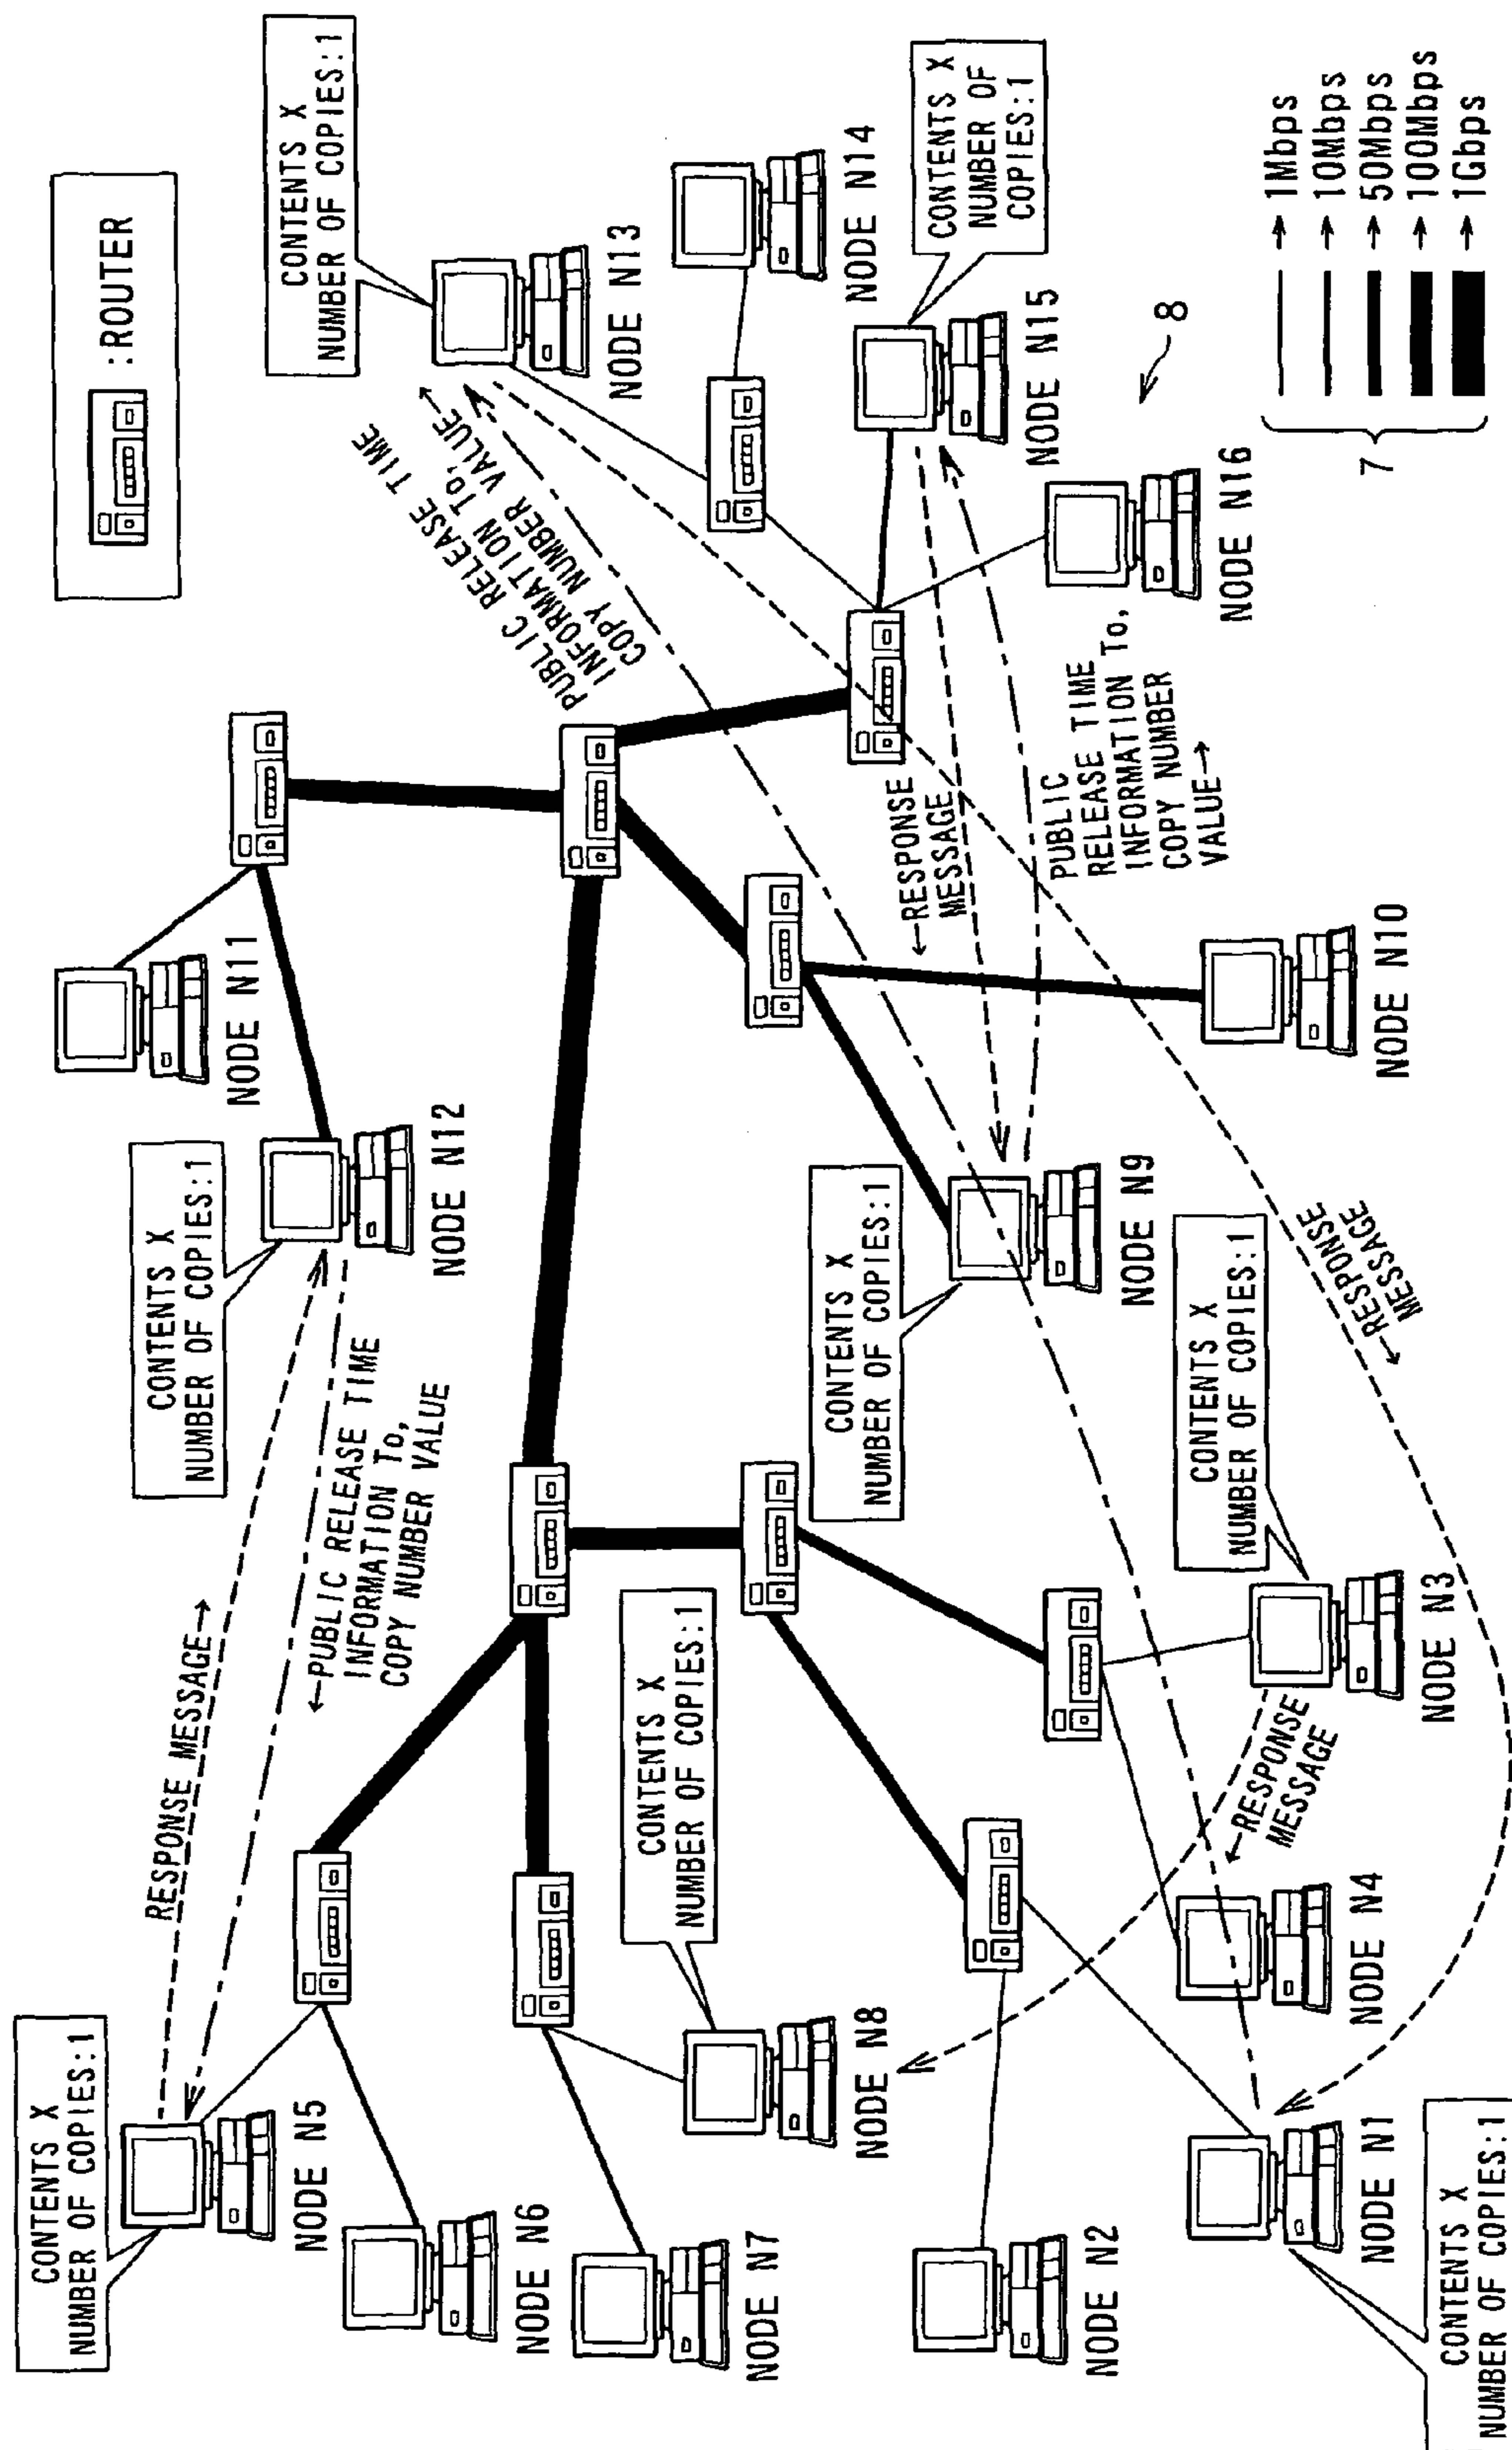 :ROUTER
CONTENTS X
NUMBER OF COPIES:1
NODE N5
RESPONSE MESSAGE→
←PUBLIC RELEASE TIME
INFORMATION To,
COPY NUMBER VALUE
CONTENTS X
NUMBER OF COPIES:1
NODE N12
NODE N11
CONTENTS X
NUMBER OF COPIES:1
NODE N13
PUBLIC RELEASE TIME
INFORMATION To,
COPY NUMBER VALUE→
NODE N6
NODE N7
CONTENTS X
NUMBER OF COPIES:1
NODE N8
NODE N14
CONTENTS X
NUMBER OF
COPIES:1
NODE N15
NODE N16
←RESPONSE
MESSAGE
PUBLIC
RELEASE TIME
INFORMATION To,
COPY NUMBER
VALUE→
CONTENTS X
NUMBER OF COPIES:1
NODE N9
NODE N10
NODE N2
CONTENTS X
NUMBER OF COPIES:1
NODE N3
←RESPONSE
MESSAGE
NODE N4
←RESPONSE
MESSAGE
NODE N1
CONTENTS X
NUMBER OF COPIES:1
8
7
→ 1Mbps
→ 10Mbps
→ 50Mbps
→ 100Mbps
→ 1Gbps